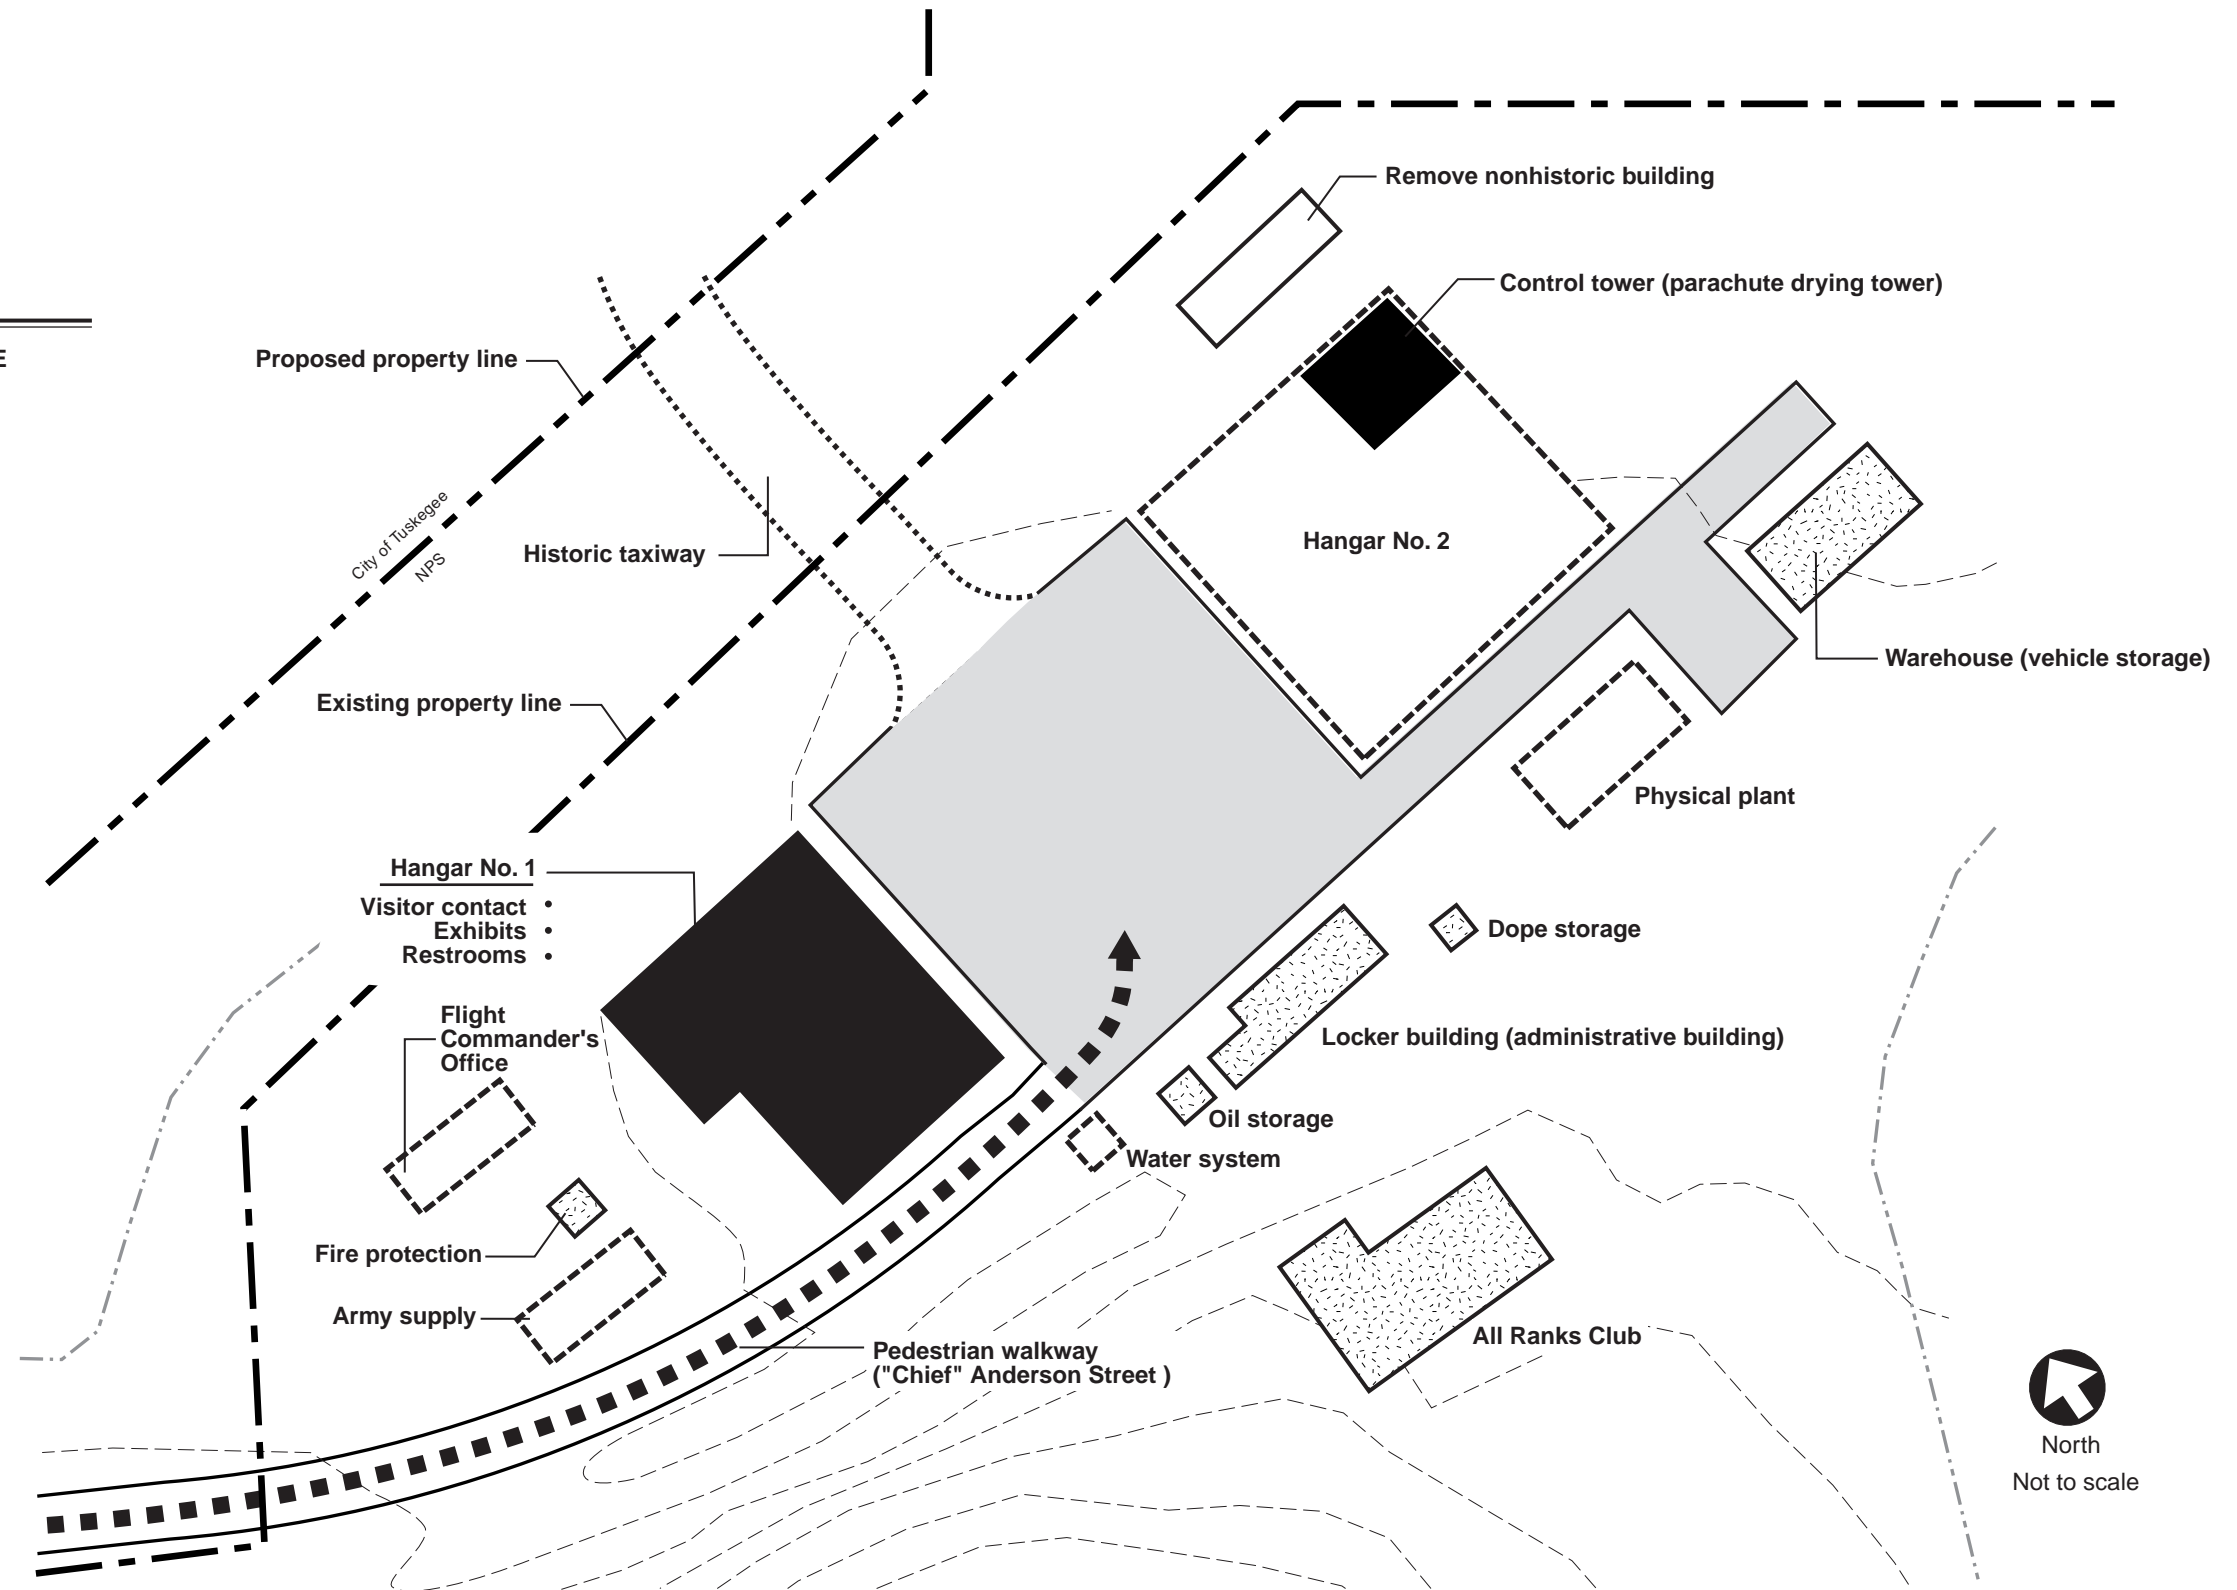 Remove nonhistoric building
Control tower (parachute drying tower)
E
Proposed property line
City of Tuskegee
NPS
Historic taxiway
Hangar No. 2
Warehouse (vehicle storage)
Existing property line
Physical plant
Hangar No. 1
Visitor contact •
Exhibits •
Restrooms •
Dope storage
Flight
Commander's
Office
Locker building (administrative building)
Oil storage
Water system
Fire protection
Army supply
Pedestrian walkway
("Chief" Anderson Street )
All Ranks Club
North
Not to scale